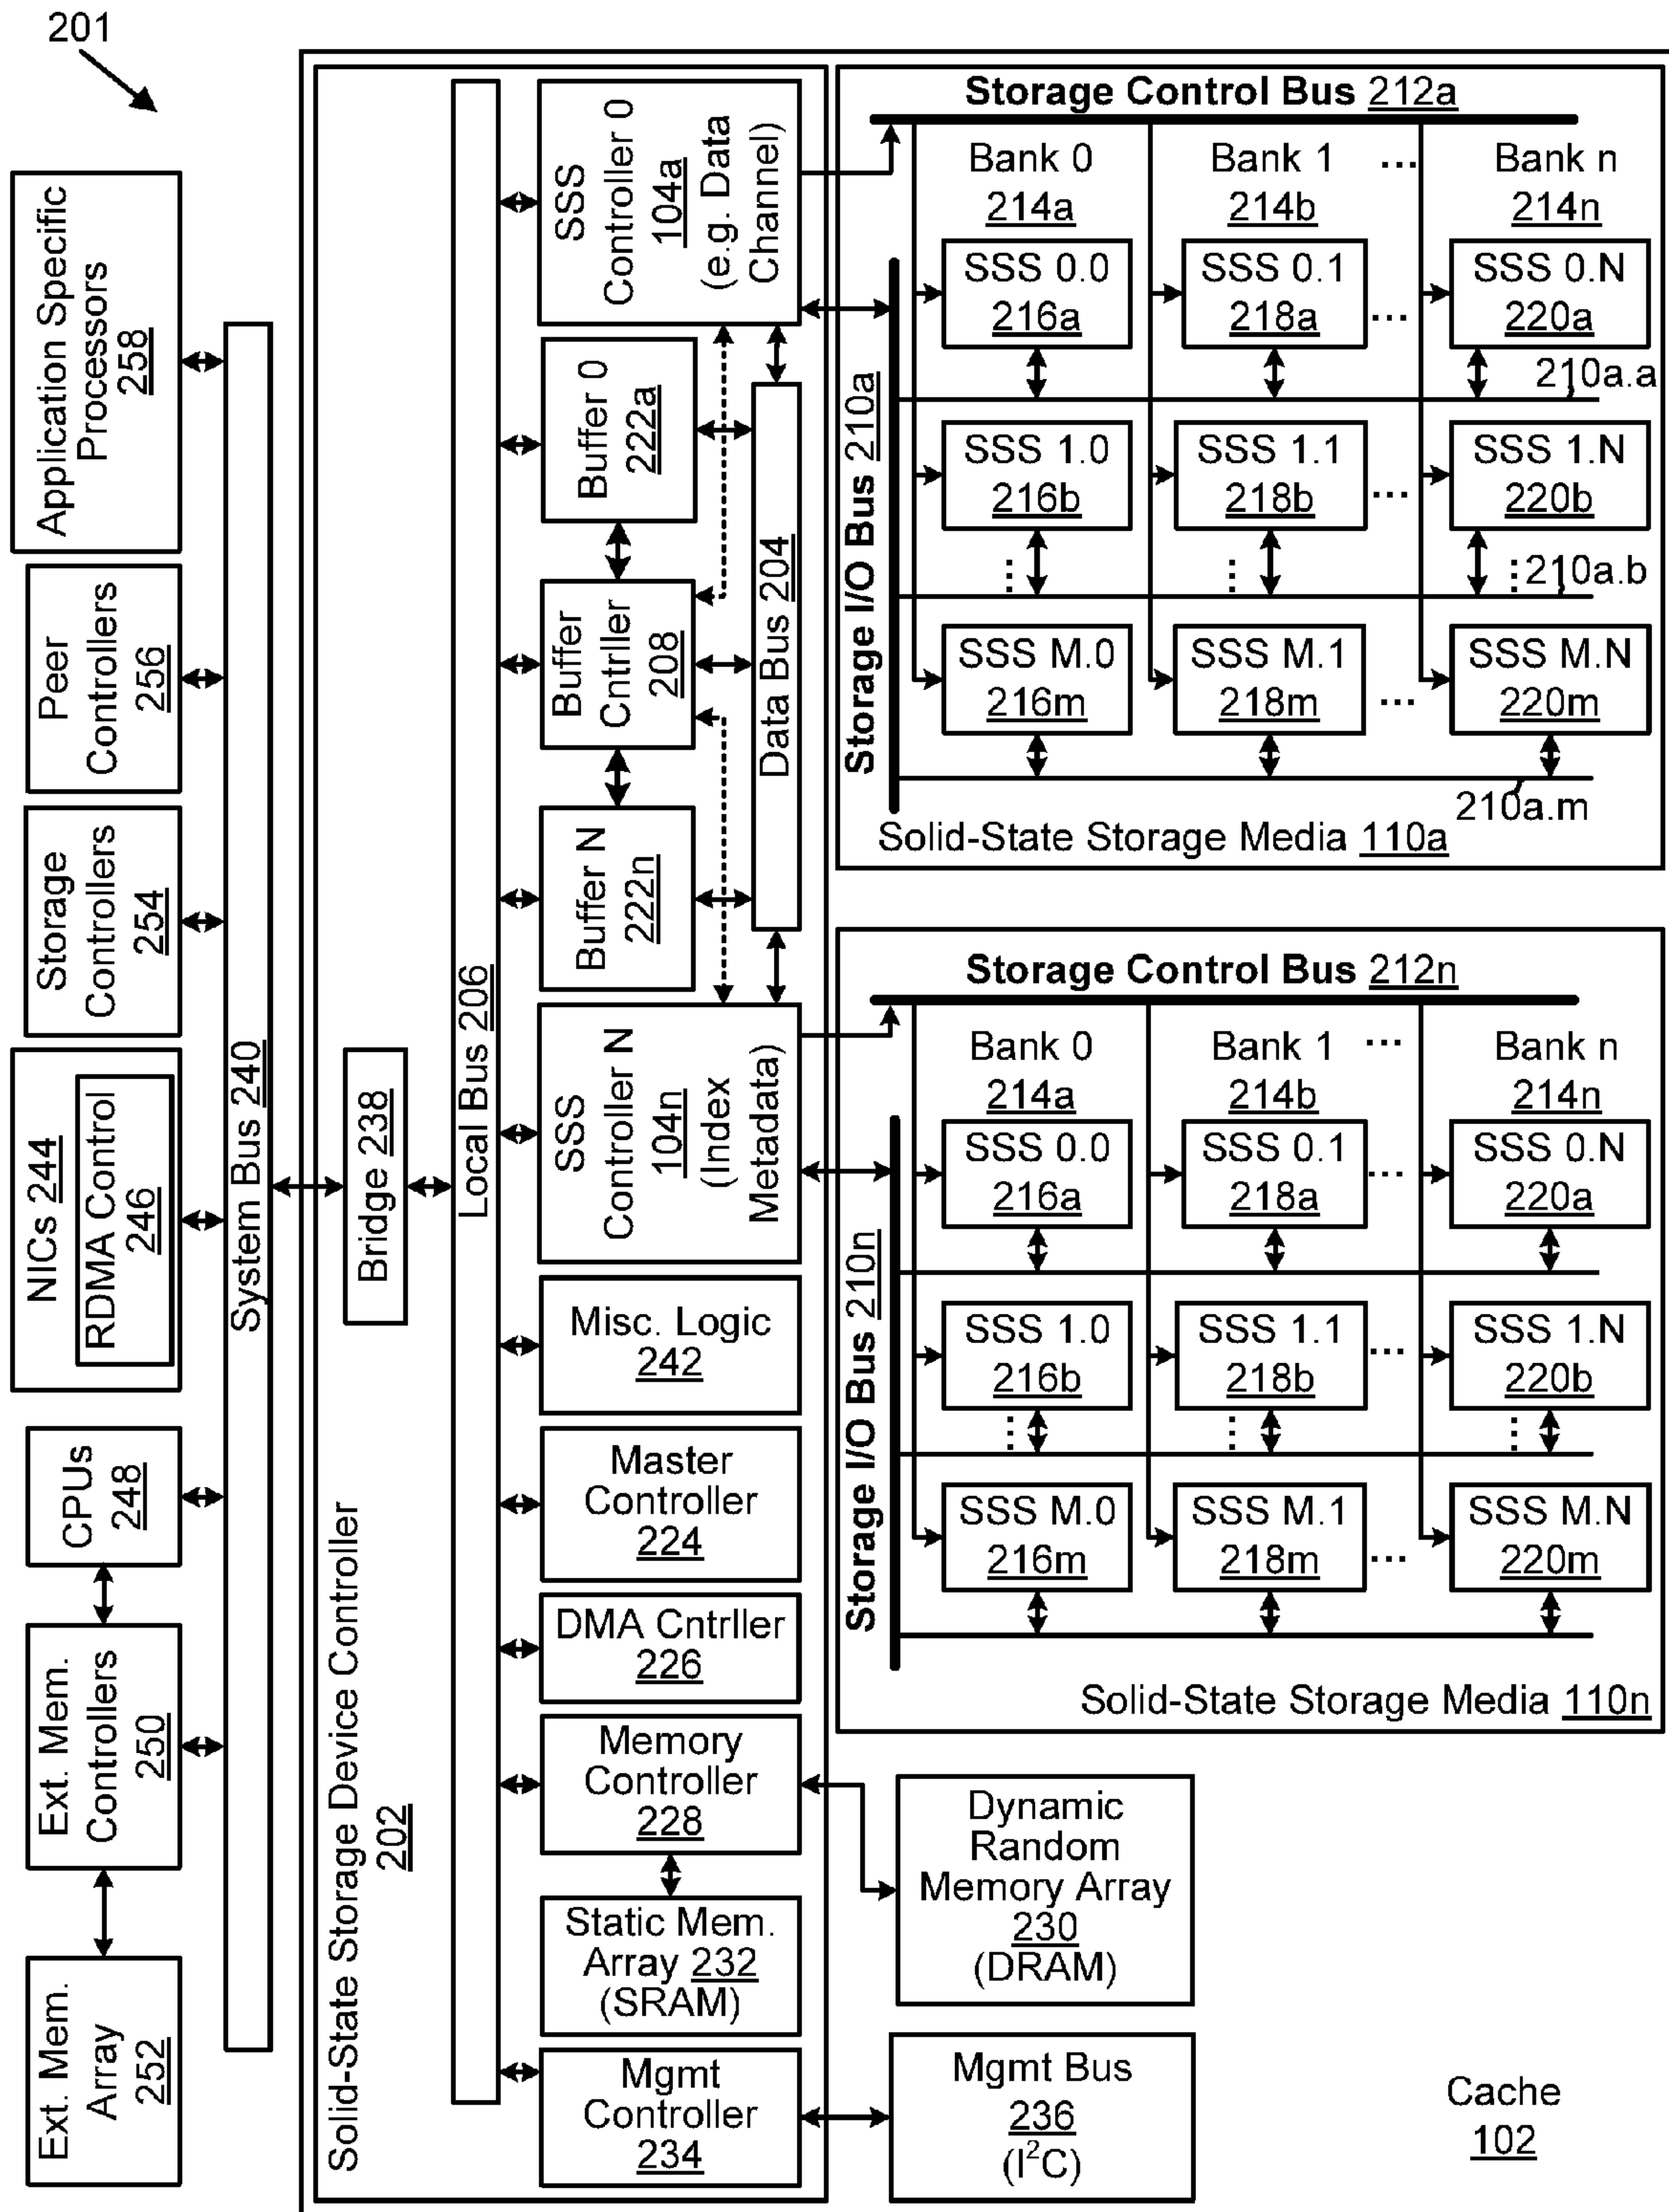 201
Application Specific
Processors
258
Peer
Controllers
256
Storage
Controllers
254
NICs 244
RDMA Control
246
CPUs
248
Ext. Mem.
Controllers
250
Ext. Mem.
Array
252
System Bus 240
Bridge 238
Solid-State Storage Device Controller
202
Local Bus 206
SSS
Controller 0
104a
(e.g. Data
Channel)
Buffer 0
222a
Buffer
Cntrller
208
Buffer N
222n
Data Bus 204
SSS
Controller N
104n
(Index
Metadata)
Misc. Logic
242
Master
Controller
224
DMA Cntrller
226
Memory
Controller
228
Static Mem.
Array 232
(SRAM)
Mgmt
Controller
234
Storage Control Bus 212a
Bank 0
214a
Bank 1
214b
...
Bank n
214n
Storage I/O Bus 210a
SSS 0.0
216a
SSS 0.1
218a
...
SSS 0.N
220a
210a.a
SSS 1.0
216b
SSS 1.1
218b
...
SSS 1.N
220b
...
...
...
210a.b
SSS M.0
216m
SSS M.1
218m
...
SSS M.N
220m
210a.m
Solid-State Storage Media 110a
Storage Control Bus 212n
Bank 0
214a
Bank 1
214b
...
Bank n
214n
Storage I/O Bus 210n
SSS 0.0
216a
SSS 0.1
218a
...
SSS 0.N
220a
SSS 1.0
216b
SSS 1.1
218b
...
SSS 1.N
220b
...
...
...
SSS M.0
216m
SSS M.1
218m
...
SSS M.N
220m
Solid-State Storage Media 110n
Dynamic
Random
Memory Array
230
(DRAM)
Mgmt Bus
236
(I²C)
Cache
102